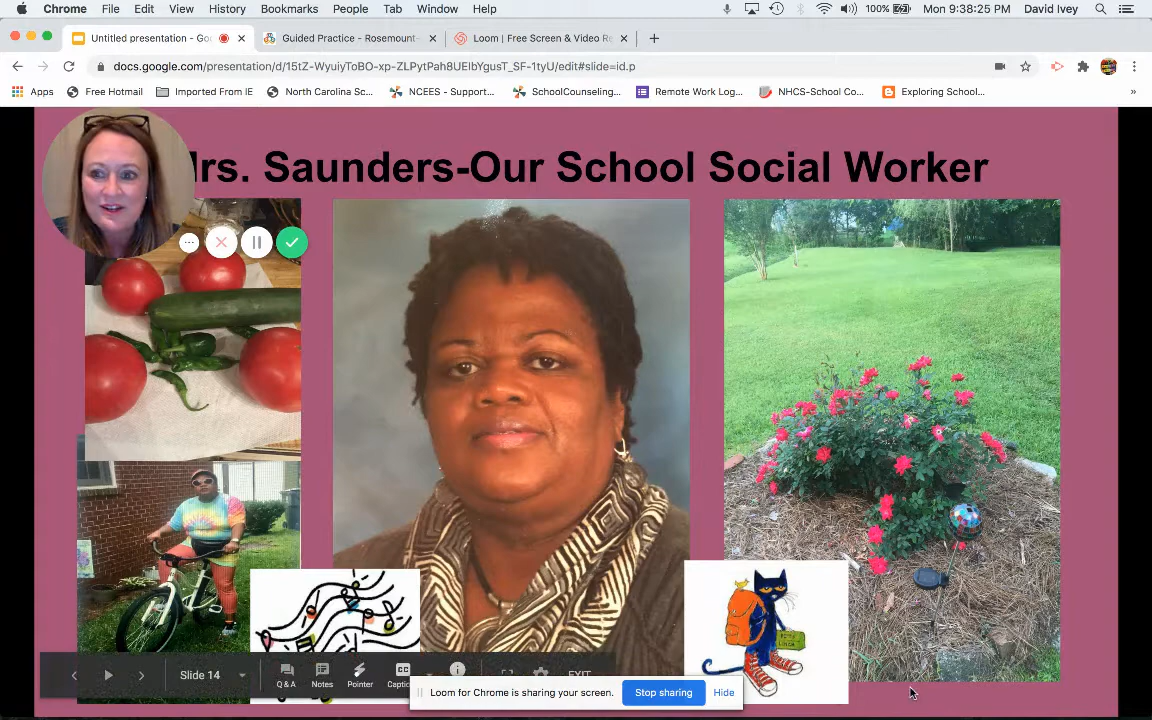 Chrome File Edit View History Bookmarks People Tab Window Help 100% Mon 9:38:25 PM David Ivey
Untitled presentation - Go Guided Practice - Rosemount- Loom | Free Screen & Video Re
docs.google.com/presentation/d/15tZ-WyuiyToBO-xp-ZLPytPah8UElbYgusT_SF-1tyU/edit#slide=id.p
Apps Free Hotmail Imported From IE North Carolina Sc... NCEES - Support... SchoolCounseling... Remote Work Log... NHCS-School Co... Exploring School...
rs. Saunders-Our School Social Worker
Slide 14 Q & A Notes Pointer Captio EXIT
Loom for Chrome is sharing your screen. Stop sharing Hide